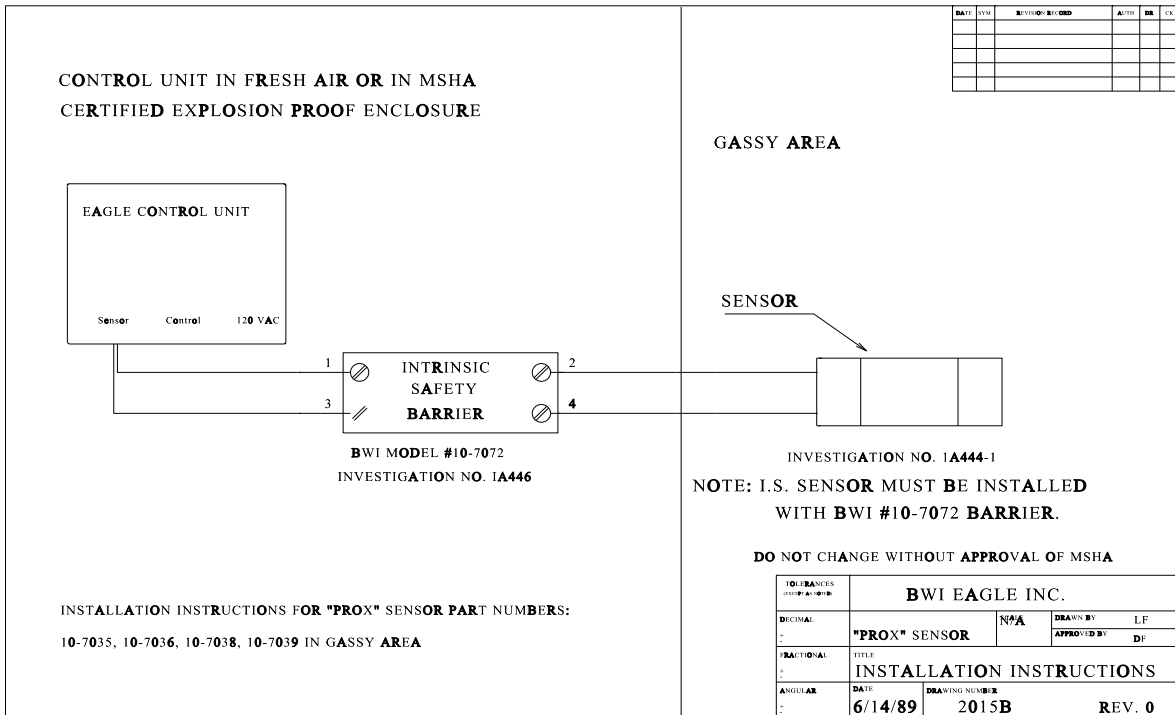 DATE SYM REVISION RECORD AUTH DR CK
CONTROL UNIT IN FRESH AIR OR IN MSHA
CERTIFIED EXPLOSION PROOF ENCLOSURE
GASSY AREA
EAGLE CONTROL UNIT
Sensor Control 120 VAC
SENSOR
1
2
3
4
INTRINSIC
SAFETY
BARRIER
BWI MODEL #10-7072
INVESTIGATION NO. IA446
INVESTIGATION NO. 1A444-1
NOTE: I.S. SENSOR MUST BE INSTALLED
WITH BWI #10-7072 BARRIER.
DO NOT CHANGE WITHOUT APPROVAL OF MSHA
INSTALLATION INSTRUCTIONS FOR "PROX" SENSOR PART NUMBERS:
10-7035, 10-7036, 10-7038, 10-7039 IN GASSY AREA
TOLERANCES
(EXCEPT AS NOTED)
BWI EAGLE INC.
DECIMAL
+
-
"PROX" SENSOR
N/A
DRAWN BY LF
APPROVED BY DF
FRACTIONAL
+
-
TITLE
INSTALLATION INSTRUCTIONS
ANGULAR
+
-
DATE
6/14/89
DRAWING NUMBER
2015B REV. 0